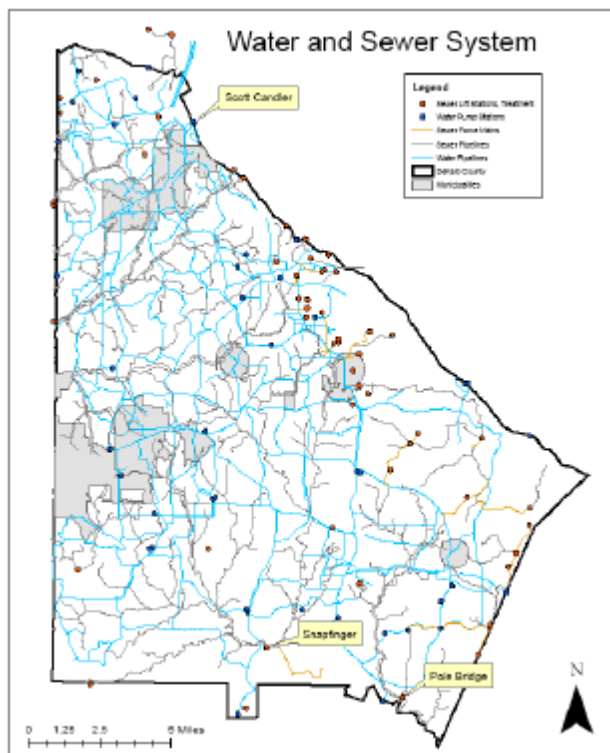 Water and Sewer System
Scott Candler
Legend
Sewer Lift Stations, Treatment
Water Pump Stations
Sewer Force Mains
Sewer Pipelines
Water Pipelines
DeKalb County
Municipalities
Snapfinger
Pole Bridge
N
0 1.25 2.5 5 Miles